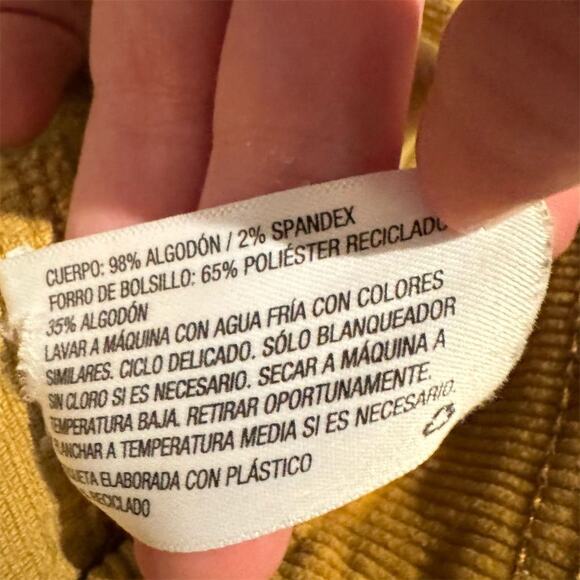 CUERPO: 98% ALGODÓN / 2% SPANDEX
FORRO DE BOLSILLO: 65% POLIÉSTER RECICLADO
35% ALGODÓN
LAVAR A MÁQUINA CON AGUA FRÍA CON COLORES
SIMILARES. CICLO DELICADO. SÓLO BLANQUEADOR
SIN CLORO SI ES NECESARIO. SECAR A MÁQUINA A
TEMPERATURA BAJA. RETIRAR OPORTUNAMENTE.
PLANCHAR A TEMPERATURA MEDIA SI ES NECESARIO.
ETIQUETA ELABORADA CON PLÁSTICO
RECICLADO